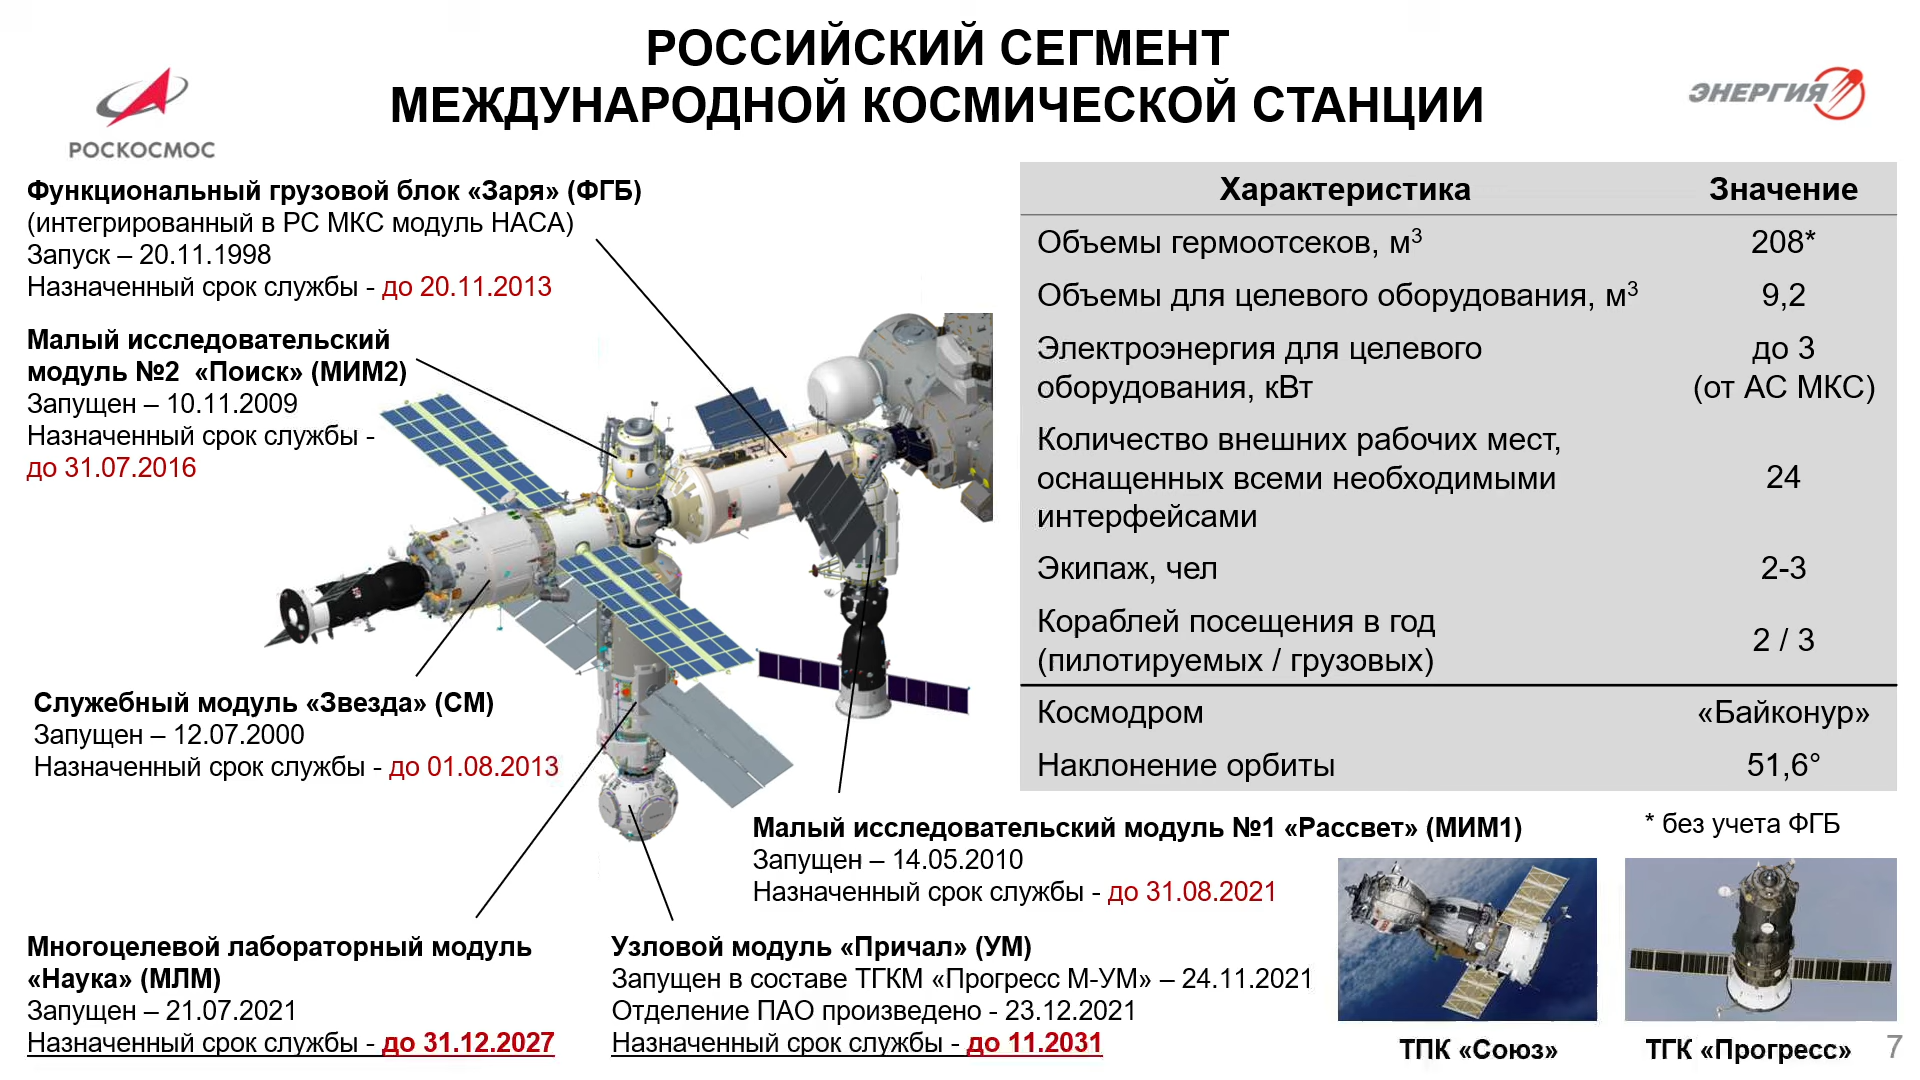 РОССИЙСКИЙ СЕГМЕНТ
МЕЖДУНАРОДНОЙ КОСМИЧЕСКОЙ СТАНЦИИ
РОСКОСМОС
ЭНЕРГИЯ
Функциональный грузовой блок «Заря» (ФГБ)
(интегрированный в РС МКС модуль НАСА)
Запуск – 20.11.1998
Назначенный срок службы - до 20.11.2013
Малый исследовательский
модуль №2 «Поиск» (МИМ2)
Запущен – 10.11.2009
Назначенный срок службы -
до 31.07.2016
Служебный модуль «Звезда» (СМ)
Запущен – 12.07.2000
Назначенный срок службы - до 01.08.2013
Многоцелевой лабораторный модуль
«Наука» (МЛМ)
Запущен – 21.07.2021
Назначенный срок службы - до 31.12.2027
Узловой модуль «Причал» (УМ)
Запущен в составе ТГКМ «Прогресс М-УМ» – 24.11.2021
Отделение ПАО произведено - 23.12.2021
Назначенный срок службы - до 11.2031
Малый исследовательский модуль №1 «Рассвет» (МИМ1)
Запущен – 14.05.2010
Назначенный срок службы - до 31.08.2021
Характеристика Значение
Объемы гермоотсеков, м³ 208*
Объемы для целевого оборудования, м³ 9,2
Электроэнергия для целевого до 3
оборудования, кВт (от АС МКС)
Количество внешних рабочих мест,
оснащенных всеми необходимыми 24
интерфейсами
Экипаж, чел 2-3
Кораблей посещения в год
(пилотируемых / грузовых) 2 / 3
Космодром «Байконур»
Наклонение орбиты 51,6°
* без учета ФГБ
ТПК «Союз»
ТГК «Прогресс»
7